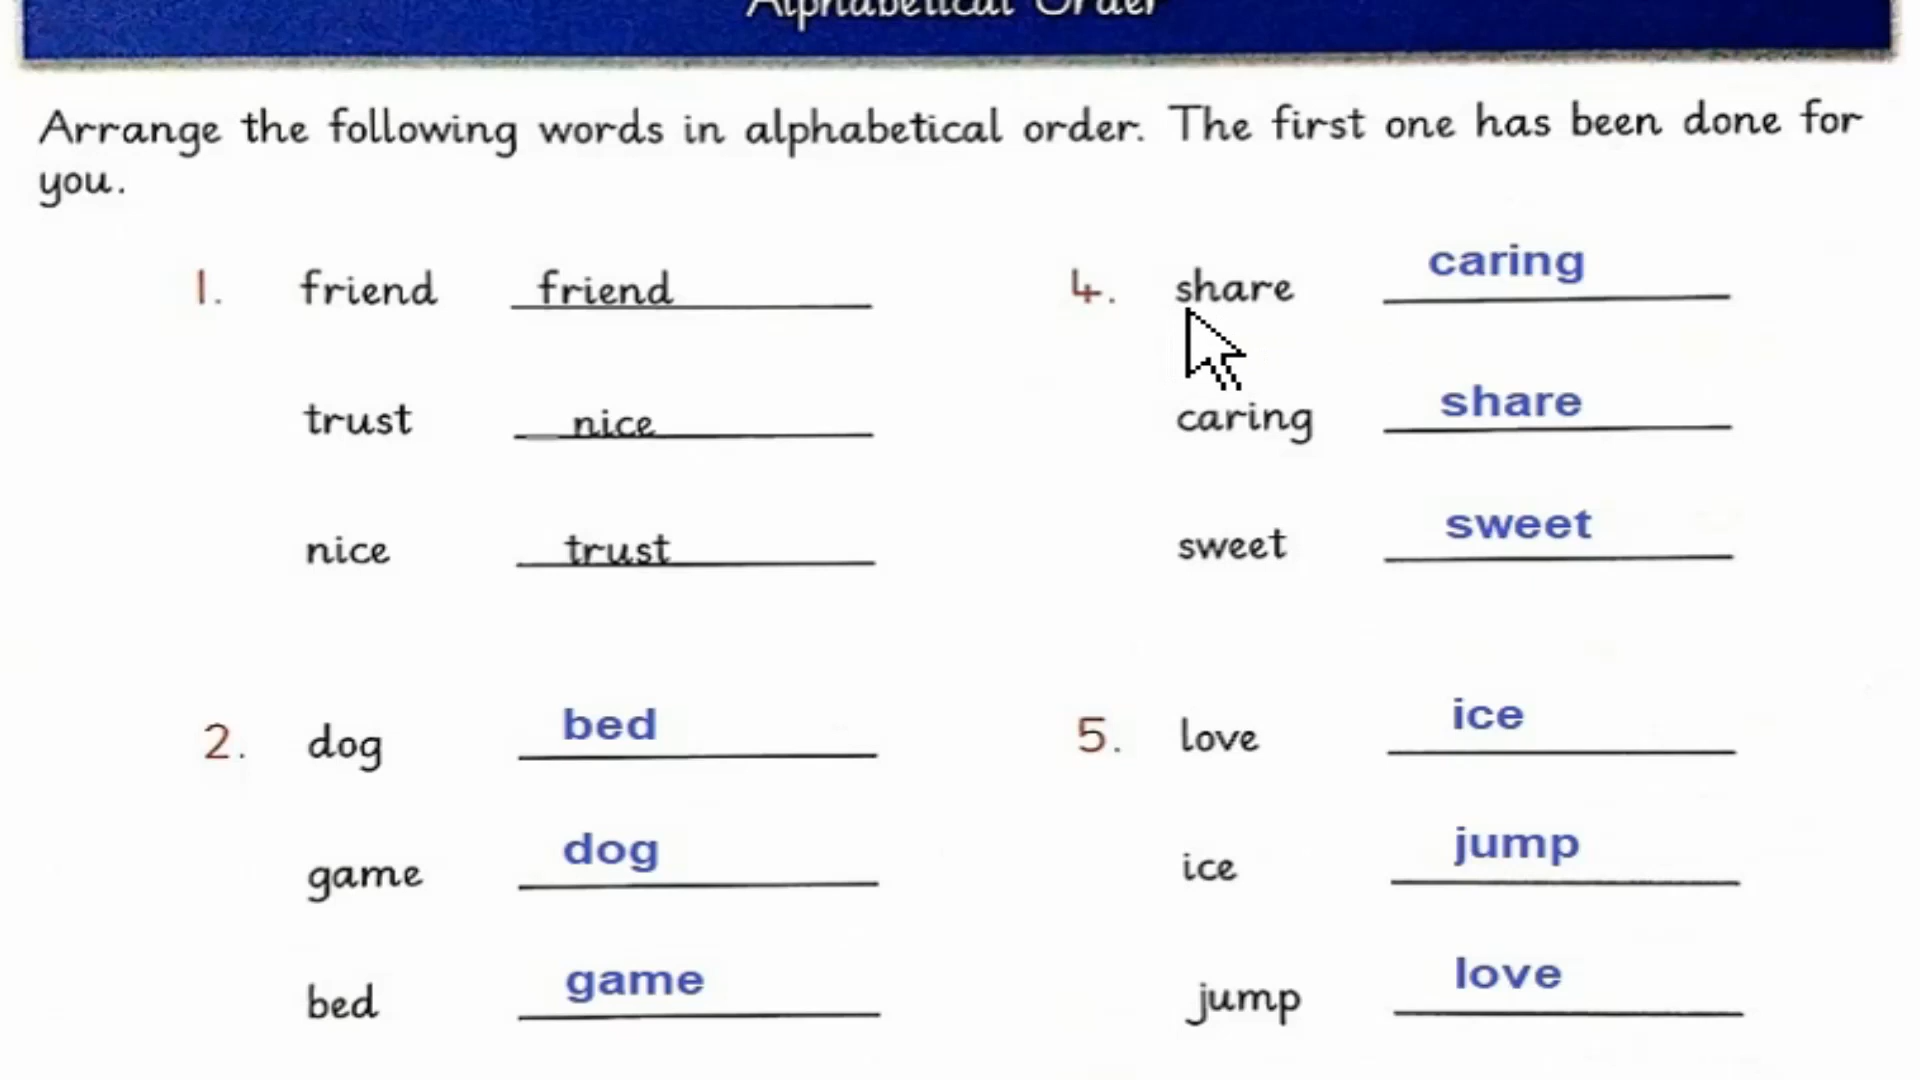 Alphabetical Order
Arrange the following words in alphabetical order. The first one has been done for
you.
1. friend friend
trust nice
nice trust
2. dog bed
game dog
bed game
4. share caring
caring share
sweet sweet
5. love ice
ice jump
jump love